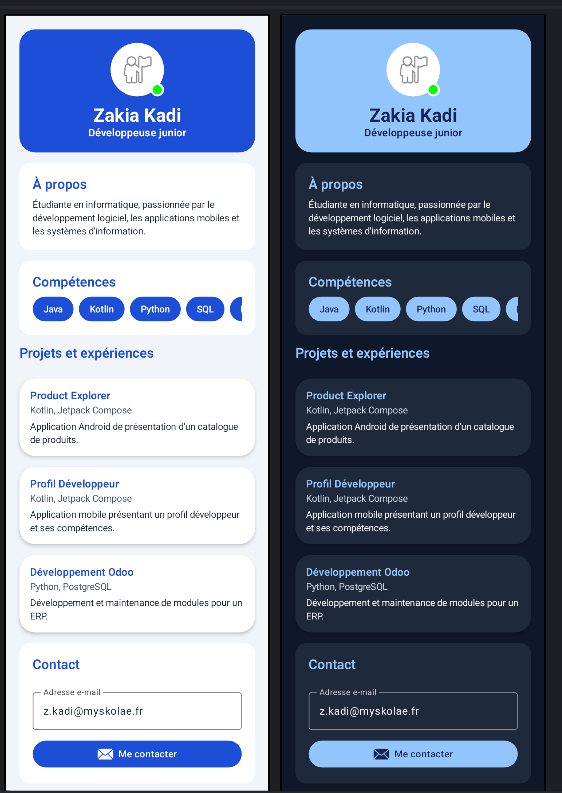 Zakia Kadi
Développeuse junior
À propos
Étudiante en informatique, passionnée par le
développement logiciel, les applications mobiles et
les systèmes d'information.
Compétences
Java Kotlin Python SQL
Projets et expériences
Product Explorer
Kotlin, Jetpack Compose
Application Android de présentation d'un catalogue
de produits.
Profil Développeur
Kotlin, Jetpack Compose
Application mobile présentant un profil développeur
et ses compétences.
Développement Odoo
Python, PostgreSQL
Développement et maintenance de modules pour un
ERP.
Contact
Adresse e-mail
z.kadi@myskolae.fr
Me contacter
Zakia Kadi
Développeuse junior
À propos
Étudiante en informatique, passionnée par le
développement logiciel, les applications mobiles et
les systèmes d'information.
Compétences
Java Kotlin Python SQL
Projets et expériences
Product Explorer
Kotlin, Jetpack Compose
Application Android de présentation d'un catalogue
de produits.
Profil Développeur
Kotlin, Jetpack Compose
Application mobile présentant un profil développeur
et ses compétences.
Développement Odoo
Python, PostgreSQL
Développement et maintenance de modules pour un
ERP.
Contact
Adresse e-mail
z.kadi@myskolae.fr
Me contacter